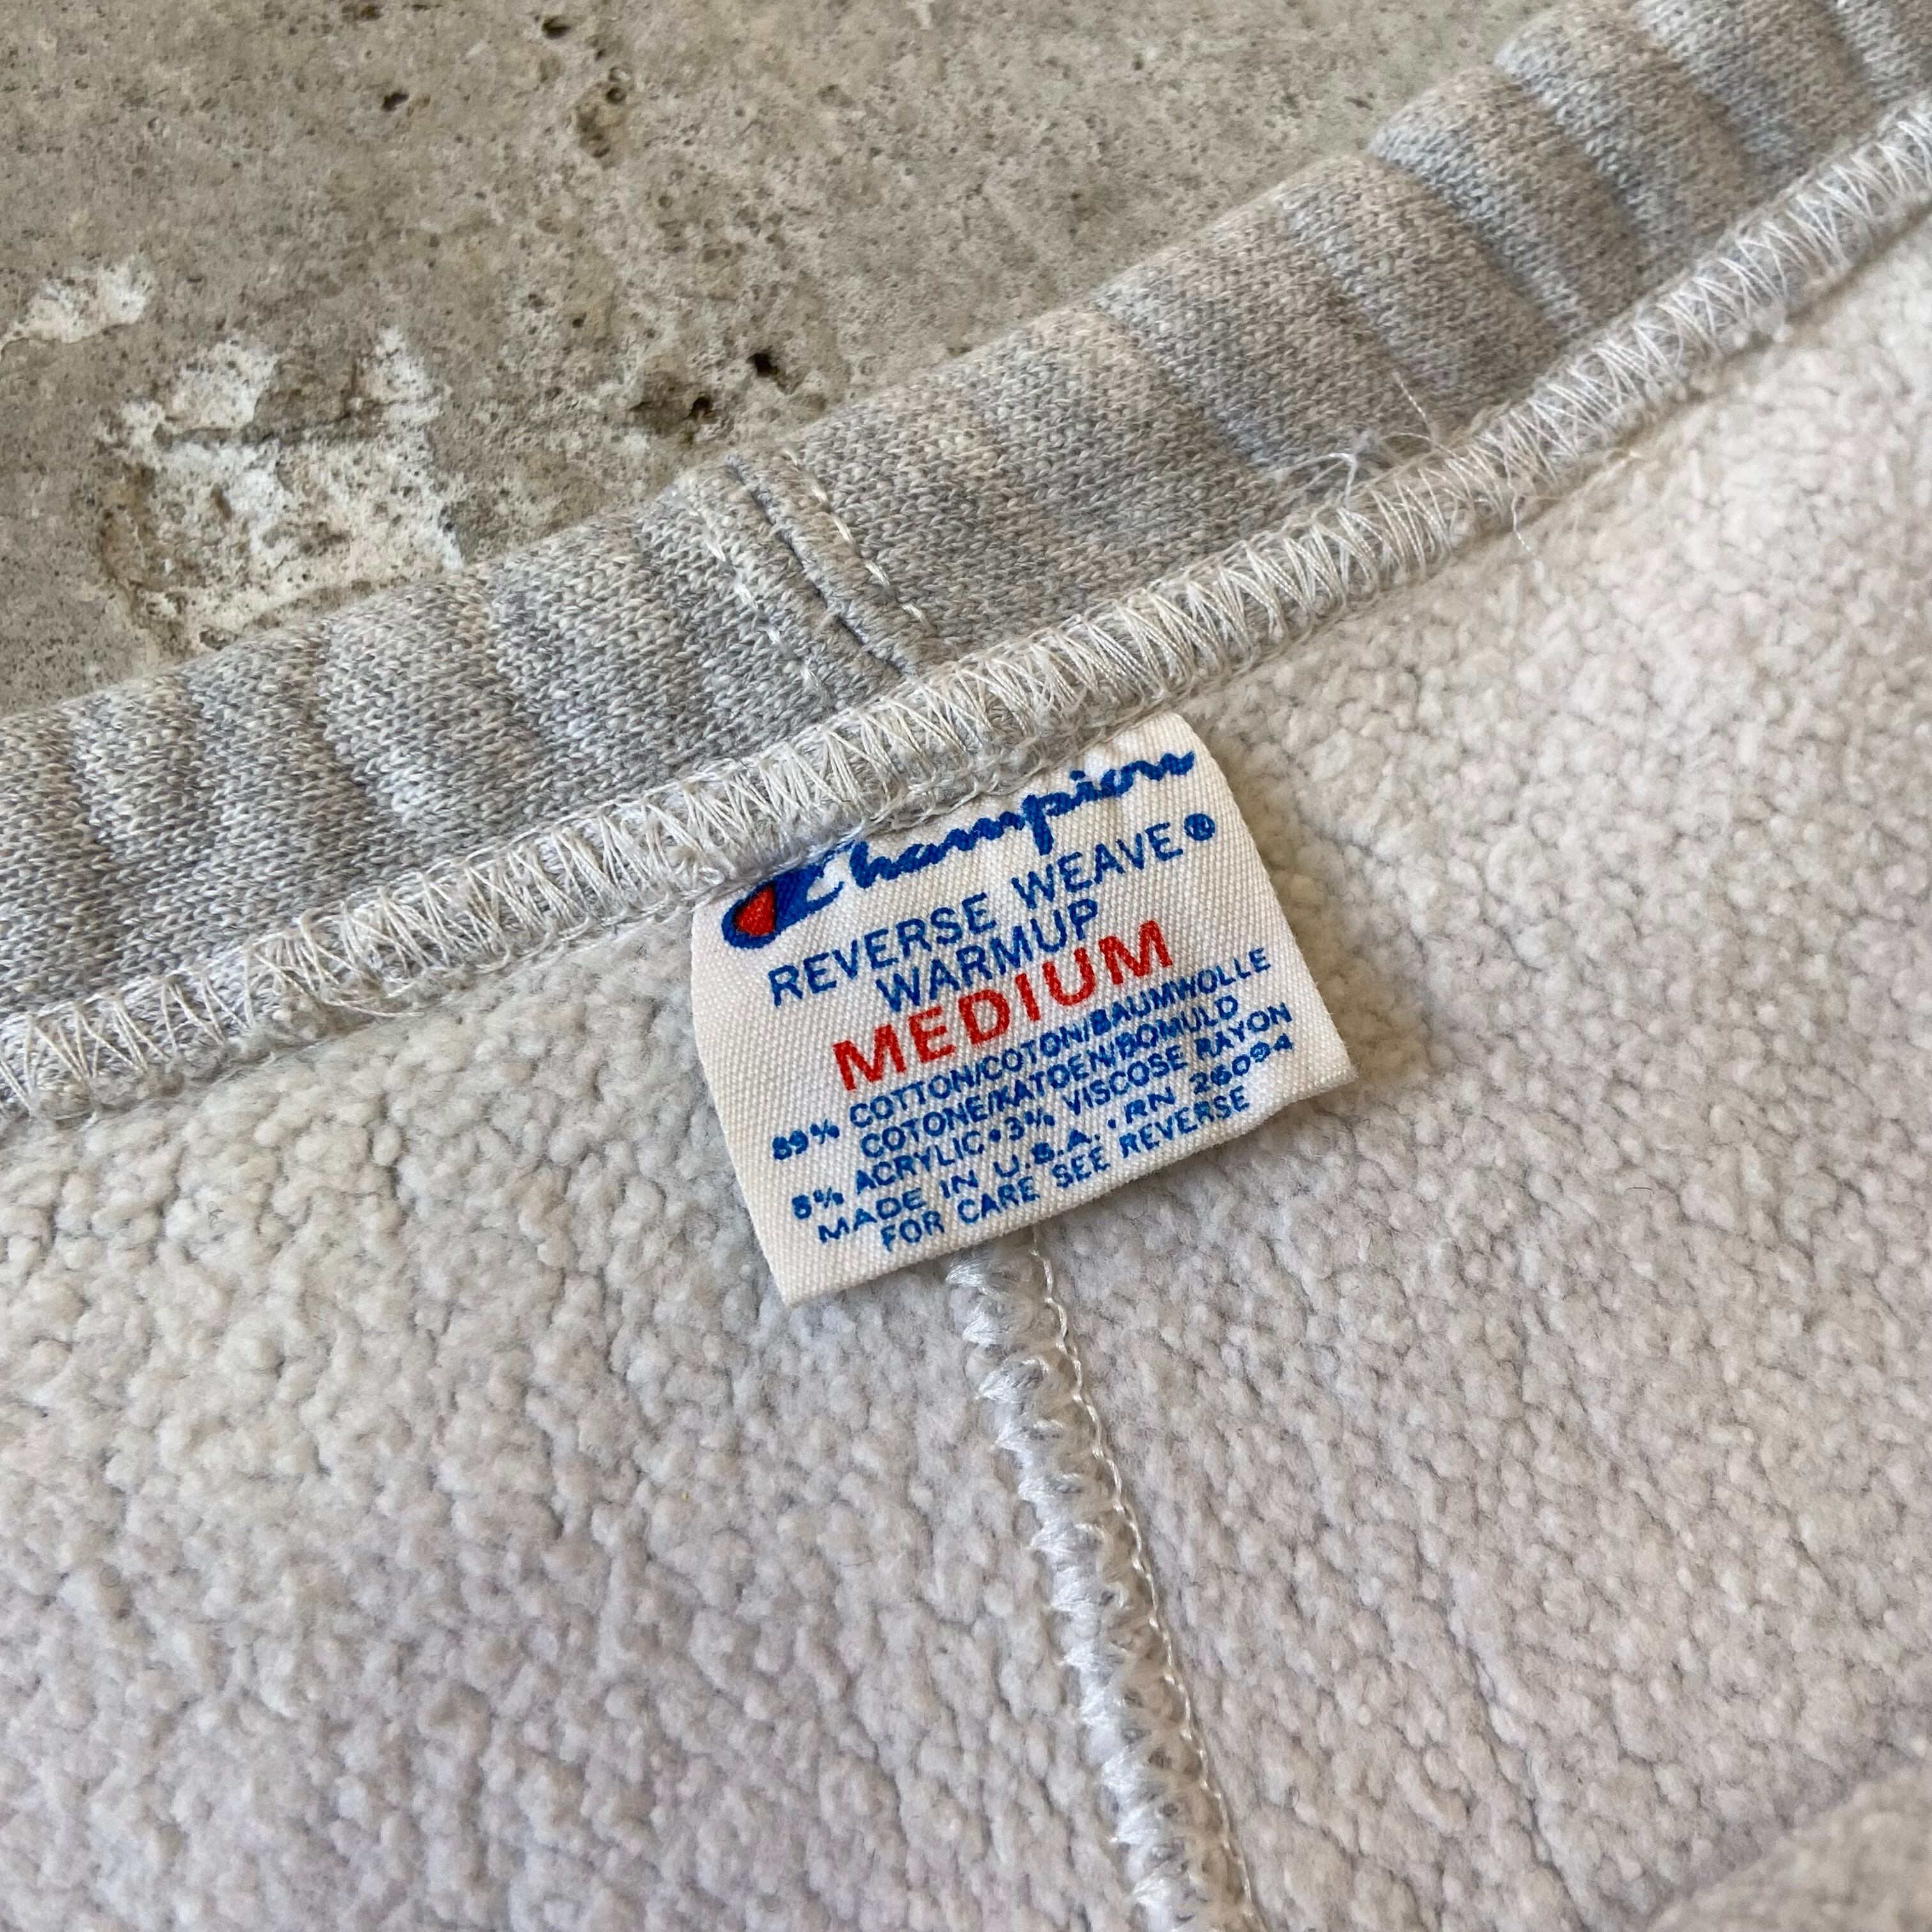 Champion
REVERSE WEAVE®
WARMUP
MEDIUM
89% COTTON/COTON/BAUMWOLLE
COTONE/KATOEN/BOMULD
8% ACRYLIC•3% VISCOSE RAYON
MADE IN U.S.A.•RN 26094
FOR CARE SEE REVERSE